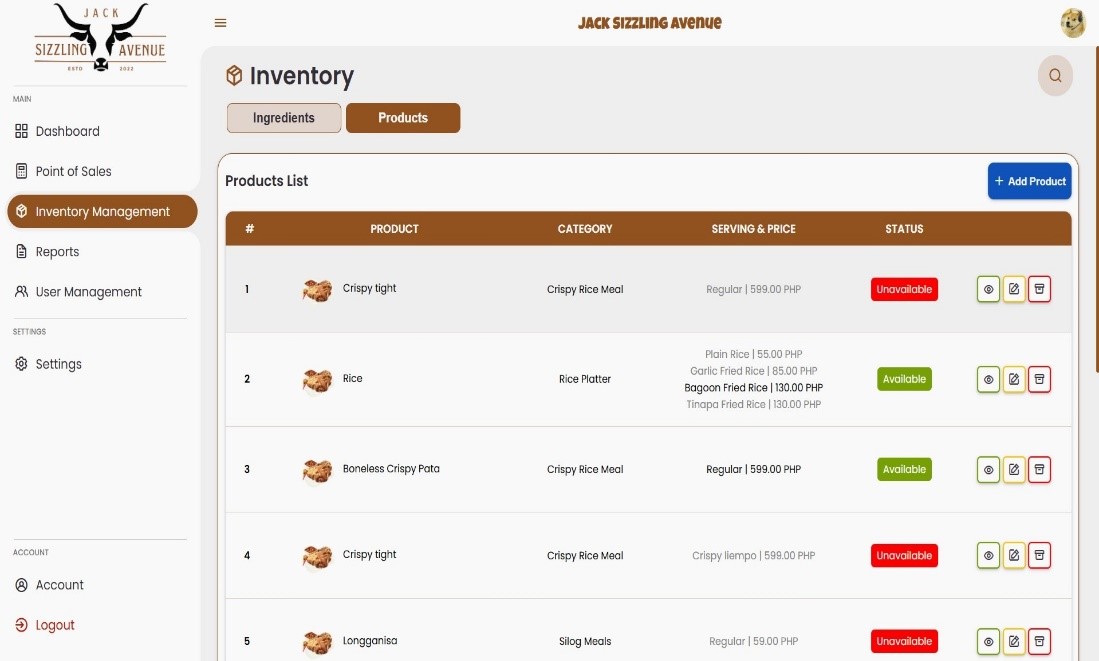 JACK
SIZZLING AVENUE
ESTD 2022
JACK SIZZLING AVENUE
MAIN
Dashboard
Point of Sales
Inventory Management
Reports
User Management
SETTINGS
Settings
ACCOUNT
Account
Logout
Inventory
Ingredients Products
Products List
+ Add Product
# PRODUCT CATEGORY SERVING & PRICE STATUS
1 Crispy tight Crispy Rice Meal Regular | 599.00 PHP Unavailable
Plain Rice | 55.00 PHP
Garlic Fried Rice | 85.00 PHP
2 Rice Rice Platter Available
Bagoon Fried Rice | 130.00 PHP
Tinapa Fried Rice | 130.00 PHP
3 Boneless Crispy Pata Crispy Rice Meal Regular | 599.00 PHP Available
4 Crispy tight Crispy Rice Meal Crispy liempo | 599.00 PHP Unavailable
5 Longganisa Silog Meals Regular | 59.00 PHP Unavailable